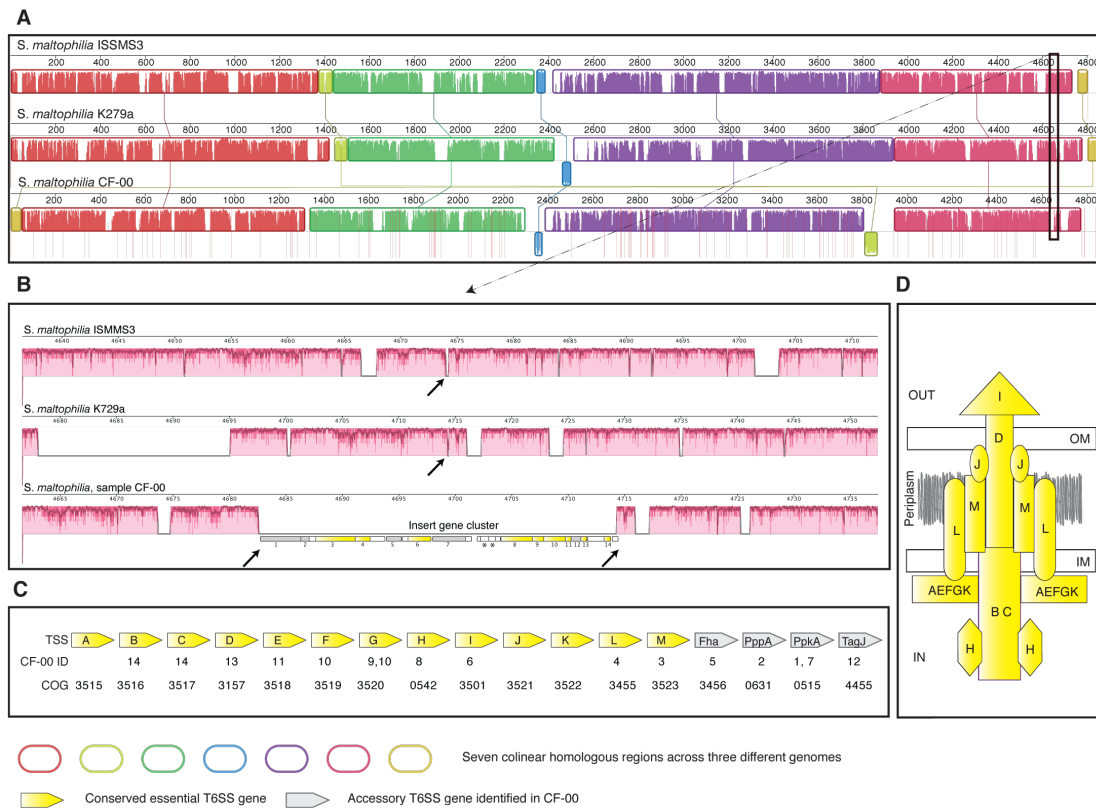 A
S. maltophilia ISSMS3
200 400 600 800 1000 1200 1400 1600 1800 2000 2200 2400 2600 2800 3000 3200 3400 3600 3800 4000 4200 4400 4600 4800
S. maltophilia K279a
200 400 600 800 1000 1200 1400 1600 1800 2000 2200 2400 2600 2800 3000 3200 3400 3600 3800 4000 4200 4400 4600 4800
S. maltophilia CF-00
200 400 600 800 1000 1200 1400 1600 1800 2000 2200 2400 2600 2800 3000 3200 3400 3600 3800 4000 4200 4400 4600 4800
B
S. maltophilia ISMMS3
4640 4645 4650 4655 4660 4665 4670 4675 4680 4685 4690 4695 4700 4705 4710
S. maltophilia K729a
4680 4685 4690 4695 4700 4705 4710 4715 4720 4725 4730 4735 4740 4745 4750
S. maltophilia, sample CF-00
4665 4670 4675 4680 4685 4690 4695 4700 4705 4710 4715 4720 4725 4730 4735
Insert gene cluster
1 2 3 4 5 6 7 * * 8 9 10 11 12 13 14
C
TSS A B C D E F G H I J K L M Fha PppA PpkA TagJ
CF-00 ID 14 14 13 11 10 9,10 8 6 4 3 5 2 1, 7 12
COG 3515 3516 3517 3157 3518 3519 3520 0542 3501 3521 3522 3455 3523 3456 0631 0515 4455
D
OUT
I
D
OM
J J
Periplasm
M M
L L
IM
AEFGK AEFGK
B C
H H
IN
Seven colinear homologous regions across three different genomes
Conserved essential T6SS gene
Accessory T6SS gene identified in CF-00